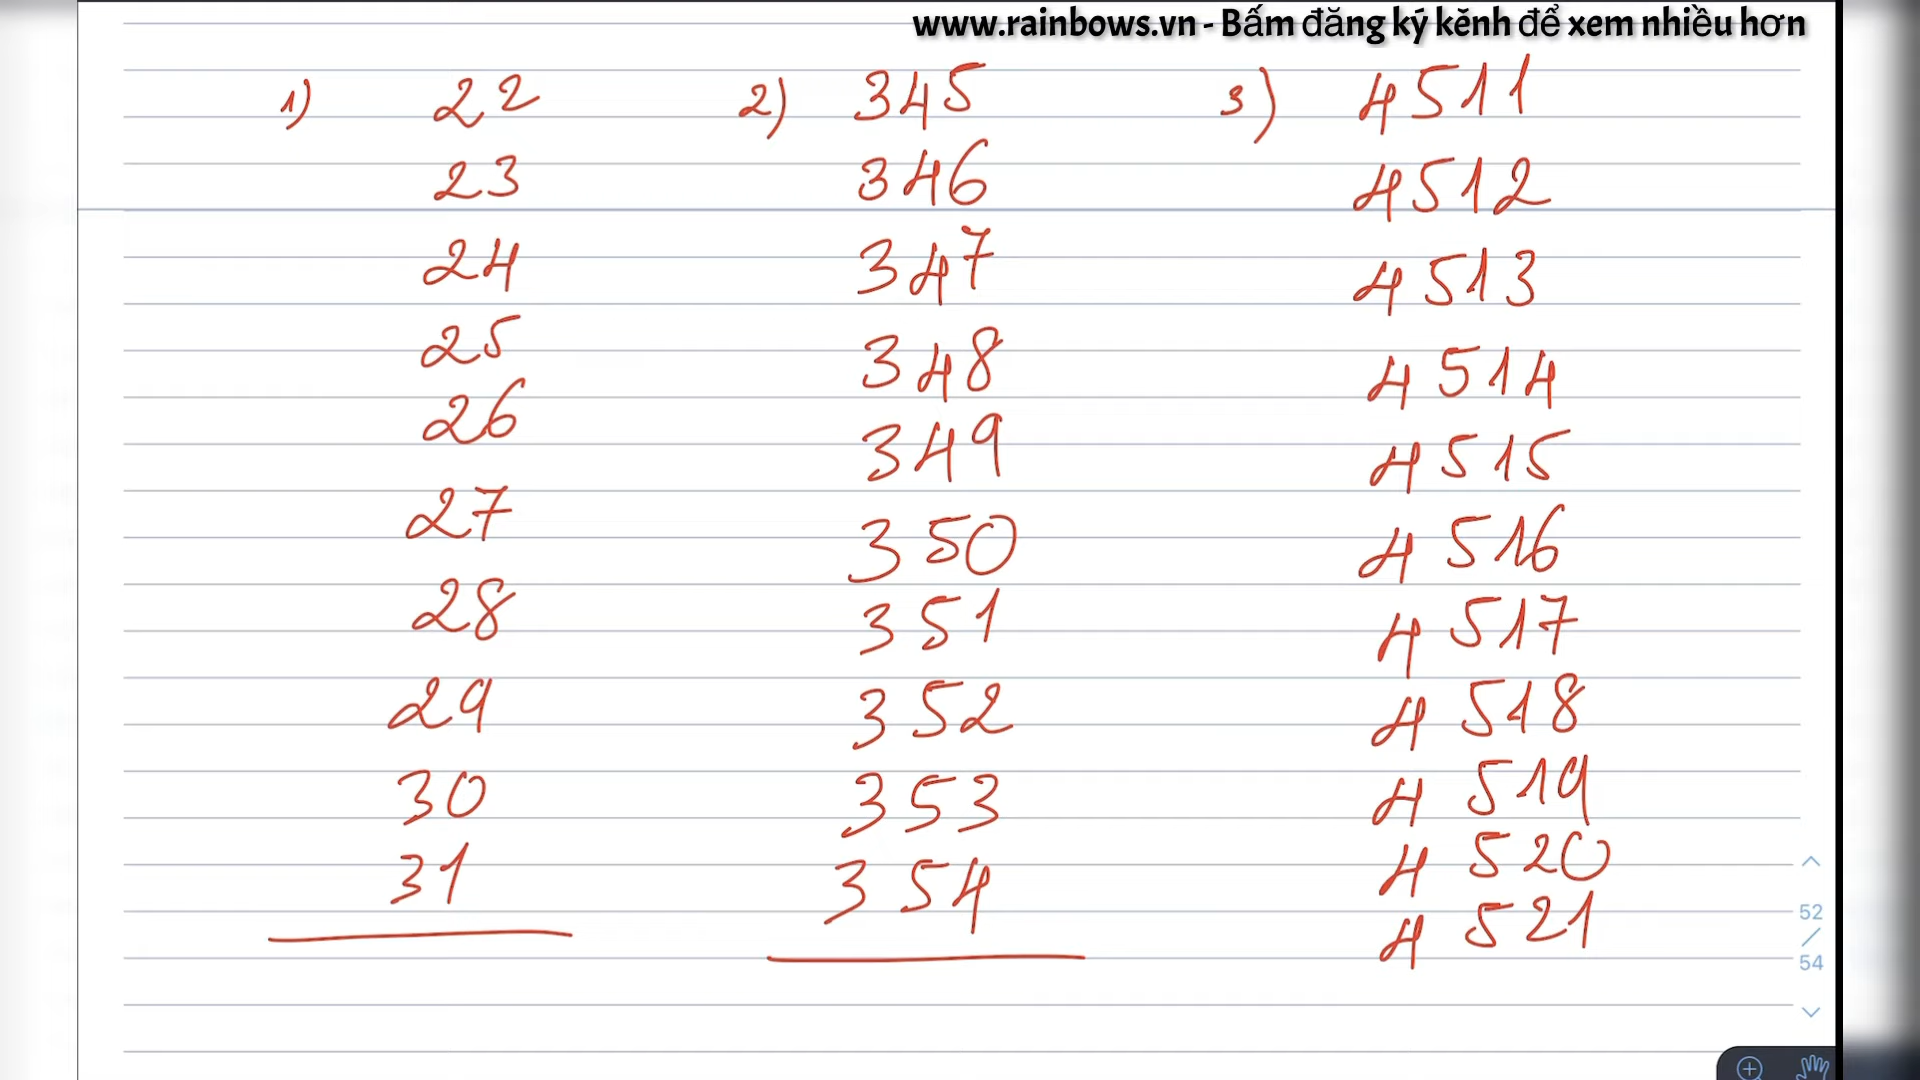 www.rainbows.vn - Bấm đăng ký kênh để xem nhiều hơn
1) 22 2) 345 3) 4511
23 346 4512
24 347 4513
25 348 4514
26 349 4515
27 350 4516
28 351 4517
29 352 4518
30 353 4519
31 354 4520
4521
52
/
54